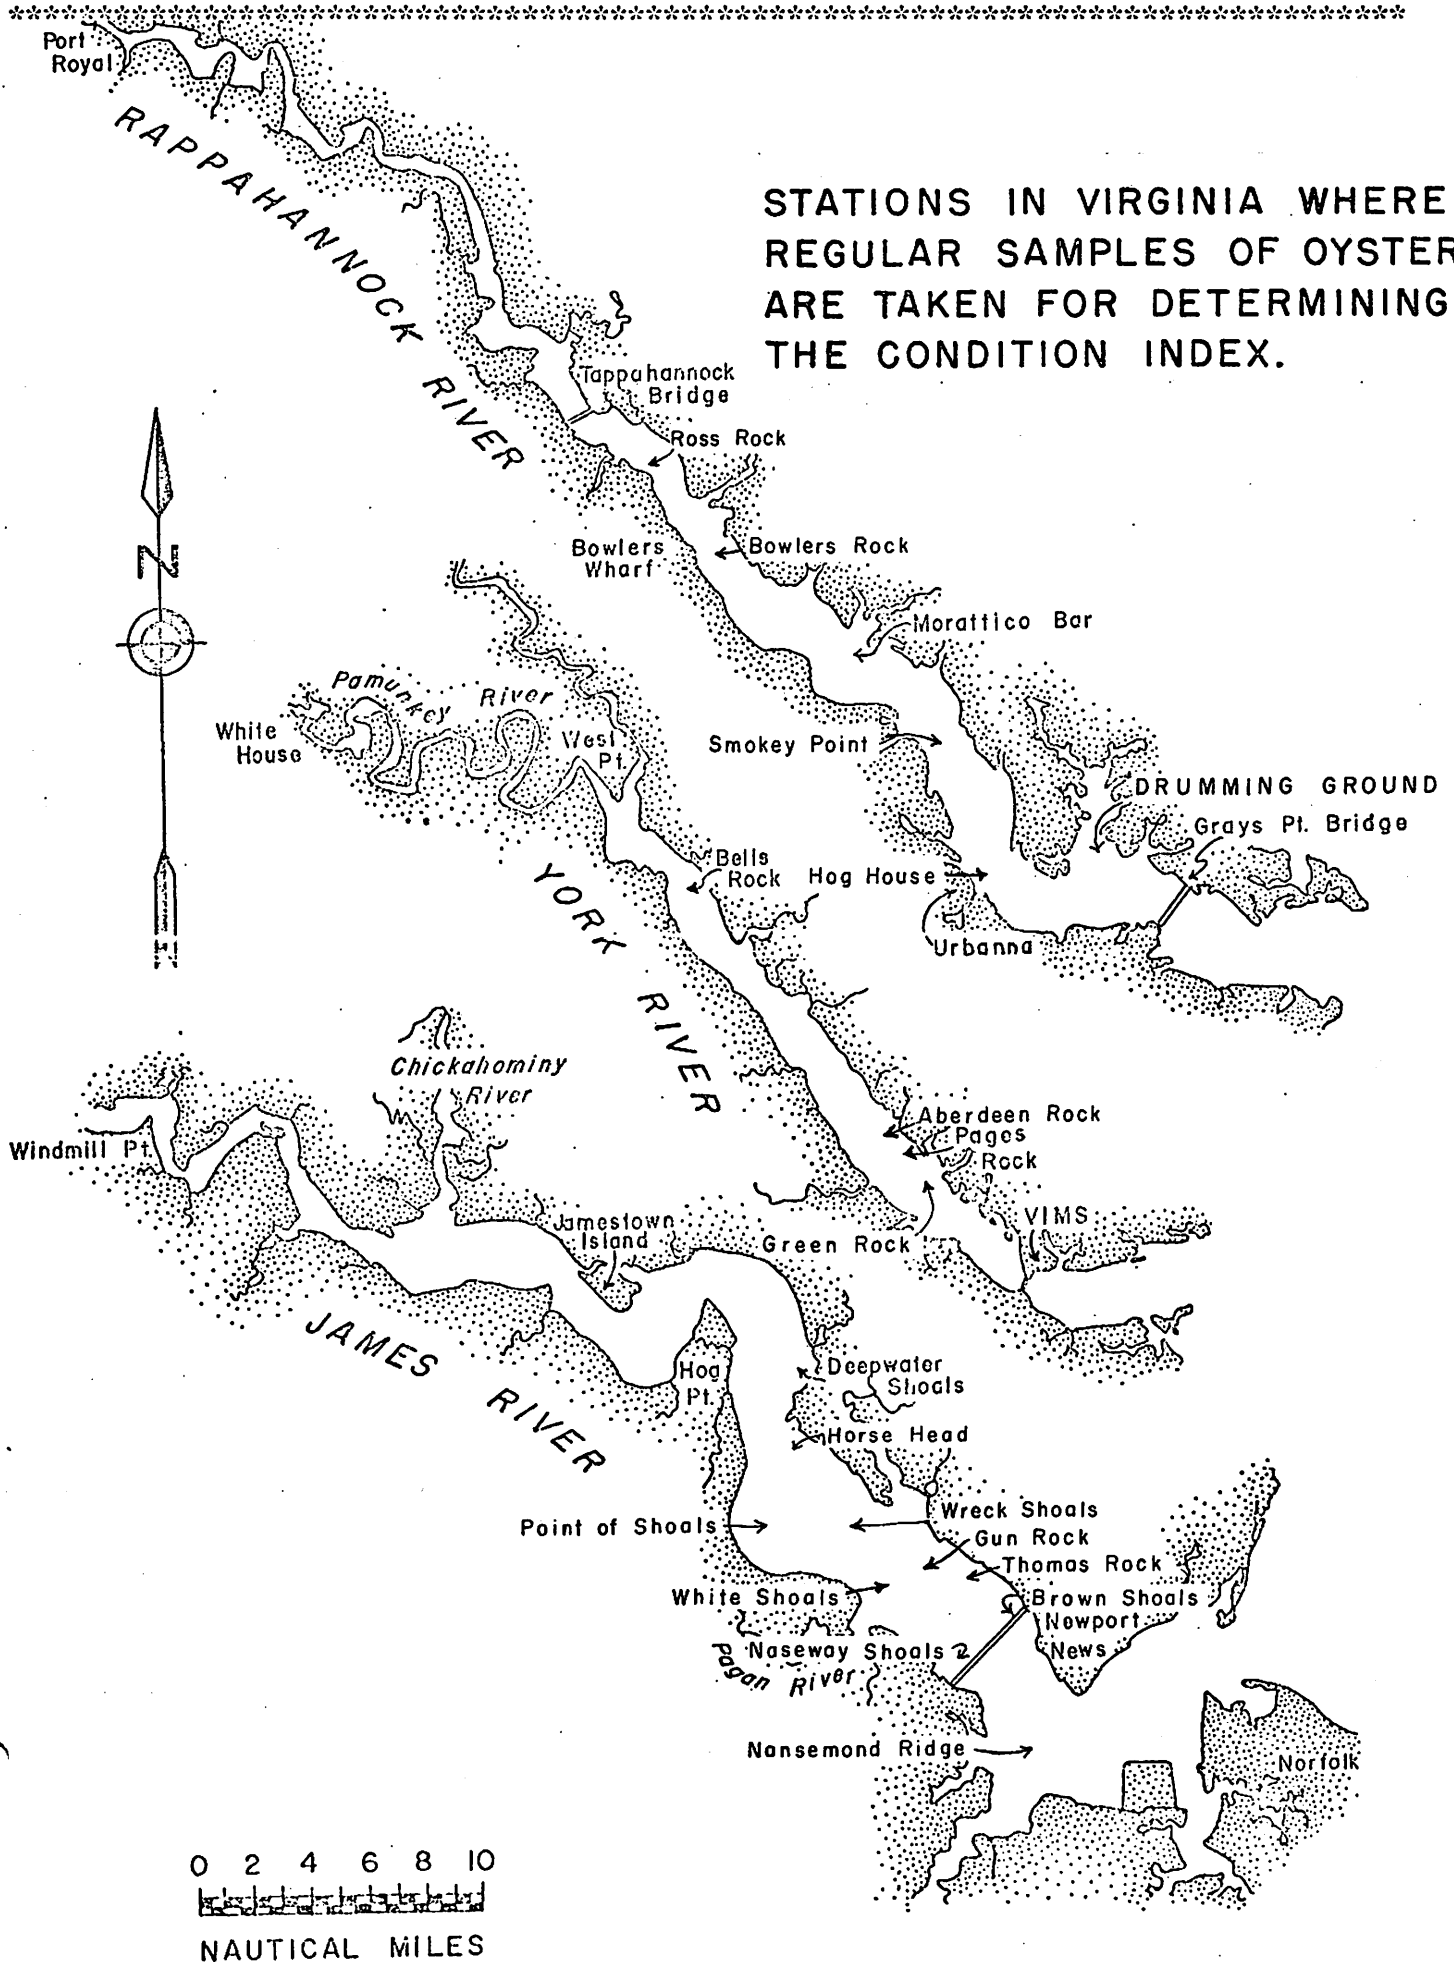 Port
Royal
RAPPAHANNOCK RIVER
STATIONS IN VIRGINIA WHERE
REGULAR SAMPLES OF OYSTER
ARE TAKEN FOR DETERMINING
THE CONDITION INDEX.
Tappahannock
Bridge
Ross Rock
Bowlers
Wharf
Bowlers Rock
Morattico Bar
N
Pamunkey River
White
House
West
Pt.
Smokey Point
DRUMMING GROUND
Grays Pt. Bridge
Bells
Rock
Hog House
Urbanna
YORK RIVER
Chickahominy
River
Windmill Pt.
Aberdeen Rock
Pages
Rock
VIMS
Jamestown
Island
Green Rock
JAMES RIVER
Hog
Pt.
Deepwater
Shoals
Horse Head
Point of Shoals
Wreck Shoals
Gun Rock
Thomas Rock
White Shoals
Brown Shoals
Newport
News
Naseway Shoals
Pagan River
Nansemond Ridge
Norfolk
0 2 4 6 8 10
NAUTICAL MILES